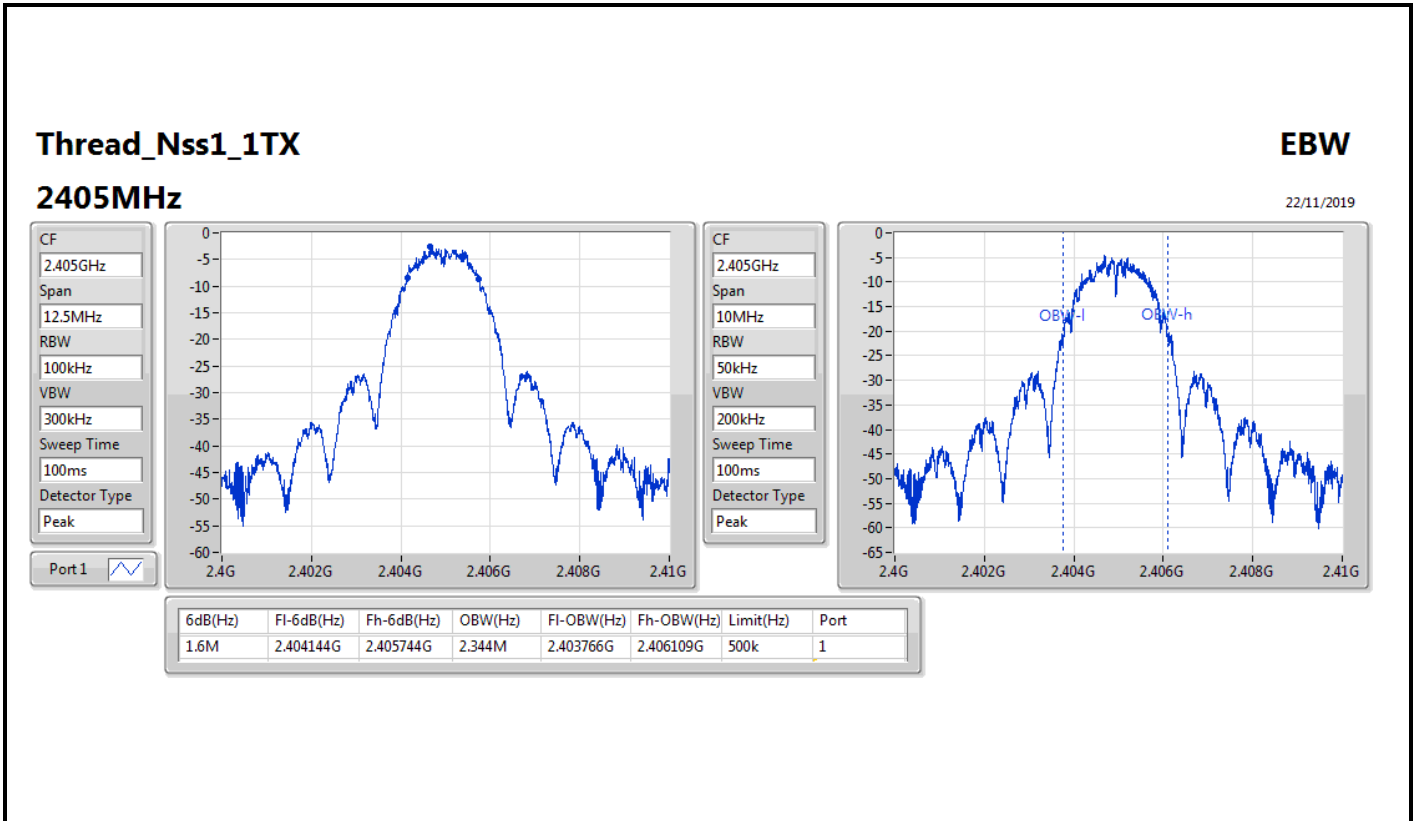 Thread_Nss1_1TX
EBW
2405MHz
22/11/2019
CF
2.405GHz
Span
12.5MHz
RBW
100kHz
VBW
300kHz
Sweep Time
100ms
Detector Type
Peak
Port 1
0
-5
-10
-15
-20
-25
-30
-35
-40
-45
-50
-55
-60
2.4G 2.402G 2.404G 2.406G 2.408G 2.41G
CF
2.405GHz
Span
10MHz
RBW
50kHz
VBW
200kHz
Sweep Time
100ms
Detector Type
Peak
0
-5
-10
-15
-20
-25
-30
-35
-40
-45
-50
-55
-60
-65
OBW-l OBW-h
2.4G 2.402G 2.404G 2.406G 2.408G 2.41G
6dB(Hz) Fl-6dB(Hz) Fh-6dB(Hz) OBW(Hz) Fl-OBW(Hz) Fh-OBW(Hz) Limit(Hz) Port
1.6M 2.404144G 2.405744G 2.344M 2.403766G 2.406109G 500k 1